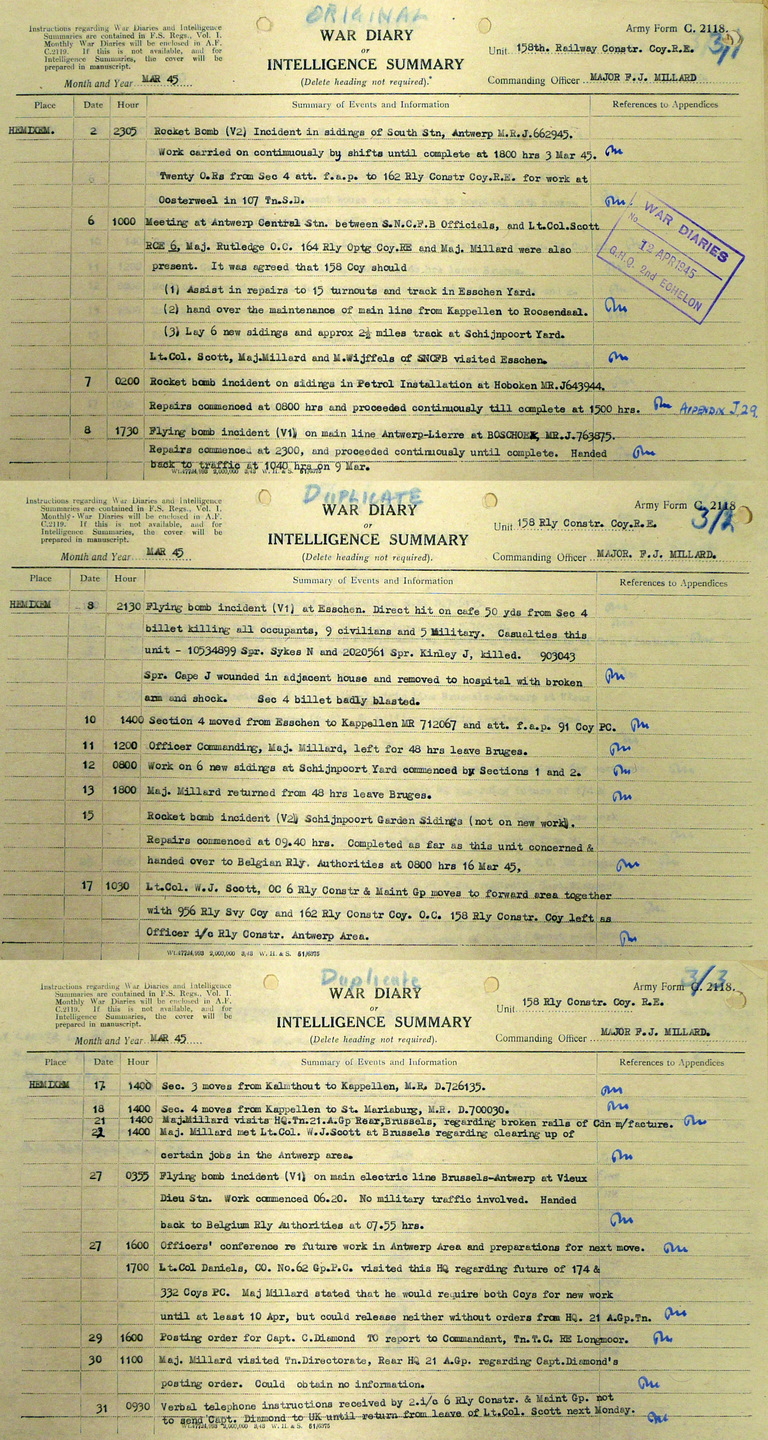 ORIGINAL
Instructions regarding War Diaries and Intelligence
Summaries are contained in F.S. Regs., Vol. I.
Monthly War Diaries will be enclosed in A.F.
C.2119. If this is not available, and for
Intelligence Summaries, the cover will be
prepared in manuscript.
Month and Year MAR 45
WAR DIARY
or
INTELLIGENCE SUMMARY
(Delete heading not required).
Army Form C. 2118.
3/1
Unit 158th. Railway Constr. Coy.R.E.
Commanding Officer MAJOR F.J. MILLARD
Place Date Hour Summary of Events and Information References to Appendices
HEMIXEM. 2 2305 Rocket Bomb (V2) Incident in sidings of South Stn, Antwerp M.R.J.662945.
Work carried on continuously by shifts until complete at 1800 hrs 3 Mar 45.
Twenty O.Rs from Sec 4 att. f.a.p. to 162 Rly Constr Coy.R.E. for work at
Oosterweel in 107 Tn.S.D.
6 1000 Meeting at Antwerp Central Stn. between S.N.C.F.B Officials, and Lt.Col.Scott
RCE 6, Maj. Rutledge O.C. 164 Rly Optg Coy.RE and Maj. Millard were also
present. It was agreed that 158 Coy should
(1) Assist in repairs to 15 turnouts and track in Esschen Yard.
(2) hand over the maintenance of main line from Kappellen to Roosendaal.
(3) Lay 6 new sidings and approx 2½ miles track at Schijnpoort Yard.
Lt.Col. Scott, Maj.Millard and M.Wijffels of SNCFB visited Esschen.
7 0200 Rocket bomb incident on sidings in Petrol Installation at Hoboken MR.J643944.
Repairs commenced at 0800 hrs and proceeded continuously till complete at 1500 hrs. APPENDIX J.29.
8 1730 Flying bomb incident (V1) on main line Antwerp-Lierre at BOSCHOEK MR.J.763875.
Repairs commenced at 2300, and proceeded continuously until complete. Handed
back to traffic at 1040 hrs on 9 Mar.
WAR DIARIES
No.
12 APR 1945
G.H.Q. 2nd ECHELON
DUPLICATE
Instructions regarding War Diaries and Intelligence
Summaries are contained in F.S. Regs., Vol. I.
Monthly War Diaries will be enclosed in A.F.
C.2119. If this is not available, and for
Intelligence Summaries, the cover will be
prepared in manuscript.
Month and Year MAR 45
WAR DIARY
or
INTELLIGENCE SUMMARY
(Delete heading not required).
Army Form C. 2118
3/2
Unit 158 Rly Constr. Coy.R.E.
Commanding Officer MAJOR. F.J. MILLARD.
Place Date Hour Summary of Events and Information References to Appendices
HEMIXEM 8 2130 Flying bomb incident (V1) at Esschen. Direct hit on cafe 50 yds from Sec 4
billet killing all occupants, 9 civilians and 5 Military. Casualties this
unit - 10534899 Spr. Sykes N and 2020561 Spr. Kinley J, killed. 903043
Spr. Cape J wounded in adjacent house and removed to hospital with broken
arm and shock. Sec 4 billet badly blasted.
10 1400 Section 4 moved from Esschen to Kappellen MR 712067 and att. f.a.p. 91 Coy PC.
11 1200 Officer Commanding, Maj. Millard, left for 48 hrs leave Bruges.
12 0800 Work on 6 new sidings at Schijnpoort Yard commenced by Sections 1 and 2.
13 1800 Maj. Millard returned from 48 hrs leave Bruges.
15 Rocket bomb incident (V2) Schijnpoort Garden Sidings (not on new work).
Repairs commenced at 09.40 hrs. Completed as far as this unit concerned &
handed over to Belgian Rly. Authorities at 0800 hrs 16 Mar 45,
17 1030 Lt.Col. W.J. Scott, OC 6 Rly Constr & Maint Gp moves to forward area together
with 956 Rly Svy Coy and 162 Rly Constr Coy. O.C. 158 Rly Constr. Coy left as
Officer i/c Rly Constr. Antwerp Area.
Wt.47724,993 2,000,000 3,43 W. H. & S. 51/6375
Duplicate
Instructions regarding War Diaries and Intelligence
Summaries are contained in F.S. Regs., Vol. I.
Monthly War Diaries will be enclosed in A.F.
C.2119. If this is not available, and for
Intelligence Summaries, the cover will be
prepared in manuscript.
Month and Year MAR 45
WAR DIARY
or
INTELLIGENCE SUMMARY
(Delete heading not required).
Army Form C. 2118.
3/3
Unit 158 Rly Constr. Coy. R.E.
Commanding Officer MAJOR F.J. MILLARD.
Place Date Hour Summary of Events and Information References to Appendices
HEMIXEM 17 1400 Sec. 3 moves from Kalmthout to Kappellen, M.R. D.726135.
18 1400 Sec. 4 moves from Kappellen to St. Mariaburg, M.R. D.700030.
21 1400 Maj.Millard visits HQ.Tn.21.A.Gp Rear,Brussels, regarding broken rails of Cdn m/facture.
21 1400 Maj. Millard met Lt.Col. W.J.Scott at Brussels regarding clearing up of
certain jobs in the Antwerp area.
27 0355 Flying bomb incident (V1) on main electric line Brussels-Antwerp at Vieux
Dieu Stn. Work commenced 06.20. No military traffic involved. Handed
back to Belgium Rly Authorities at 07.55 hrs.
27 1600 Officers' conference re future work in Antwerp Area and preparations for next move.
1700 Lt.Col Daniels, CO. No.62 Gp.P.C. visited this HQ regarding future of 174 &
332 Coys PC. Maj Millard stated that he would require both Coys for new work
until at least 10 Apr, but could release neither without orders from HQ. 21 A.Gp.Tn.
29 1600 Posting order for Capt. C.Diamond TO report to Commandant, Tn.T.C. RE Longmoor.
30 1100 Maj. Millard visited Tn.Directorate, Rear HQ 21 A.Gp. regarding Capt.Diamond's
posting order. Could obtain no information.
31 0930 Verbal telephone instructions received by 2.i/c 6 Rly Constr. & Maint Gp. not
to send Capt. Diamond to UK until return from leave of Lt.Col. Scott next Monday.